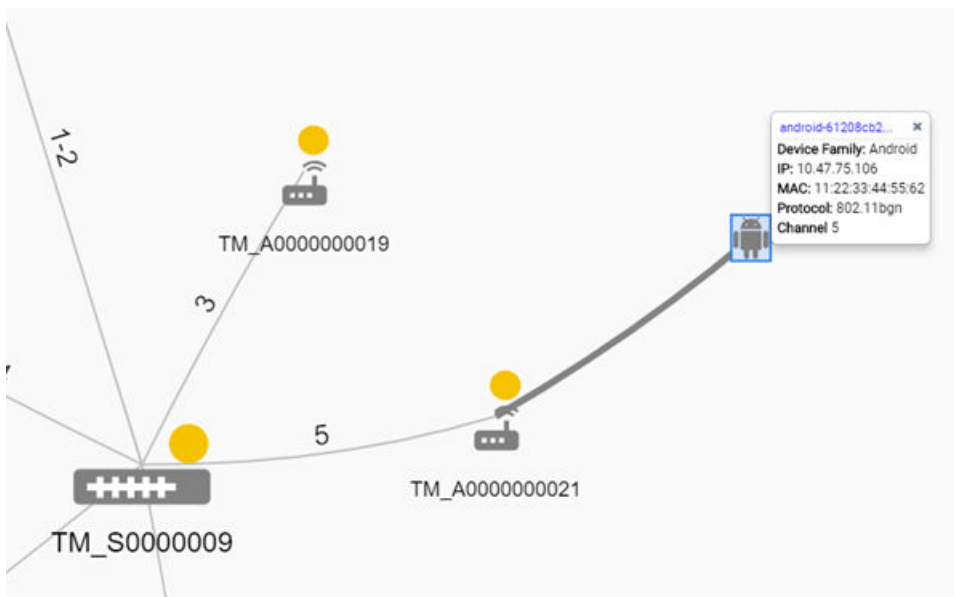 1-2
android-61208cb2... ×
Device Family: Android
IP: 10.47.75.106
MAC: 11:22:33:44:55:62
Protocol: 802.11bgn
Channel 5
TM_A0000000019
3
5
TM_A0000000021
TM_S0000009